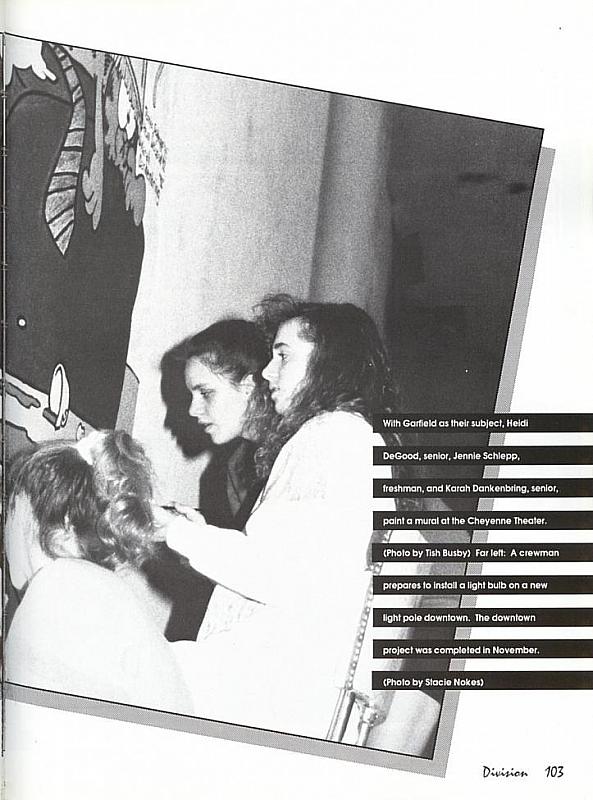 With Garfield as their subject, Heidi
DeGood, senior, Jennie Schlepp,
freshman, and Karah Dankenbring, senior,
paint a mural at the Cheyenne Theater.
(Photo by Tish Busby) Far left: A crewman
prepares to install a light bulb on a new
light pole downtown. The downtown
project was completed in November.
(Photo by Stacie Nokes)
Division 103